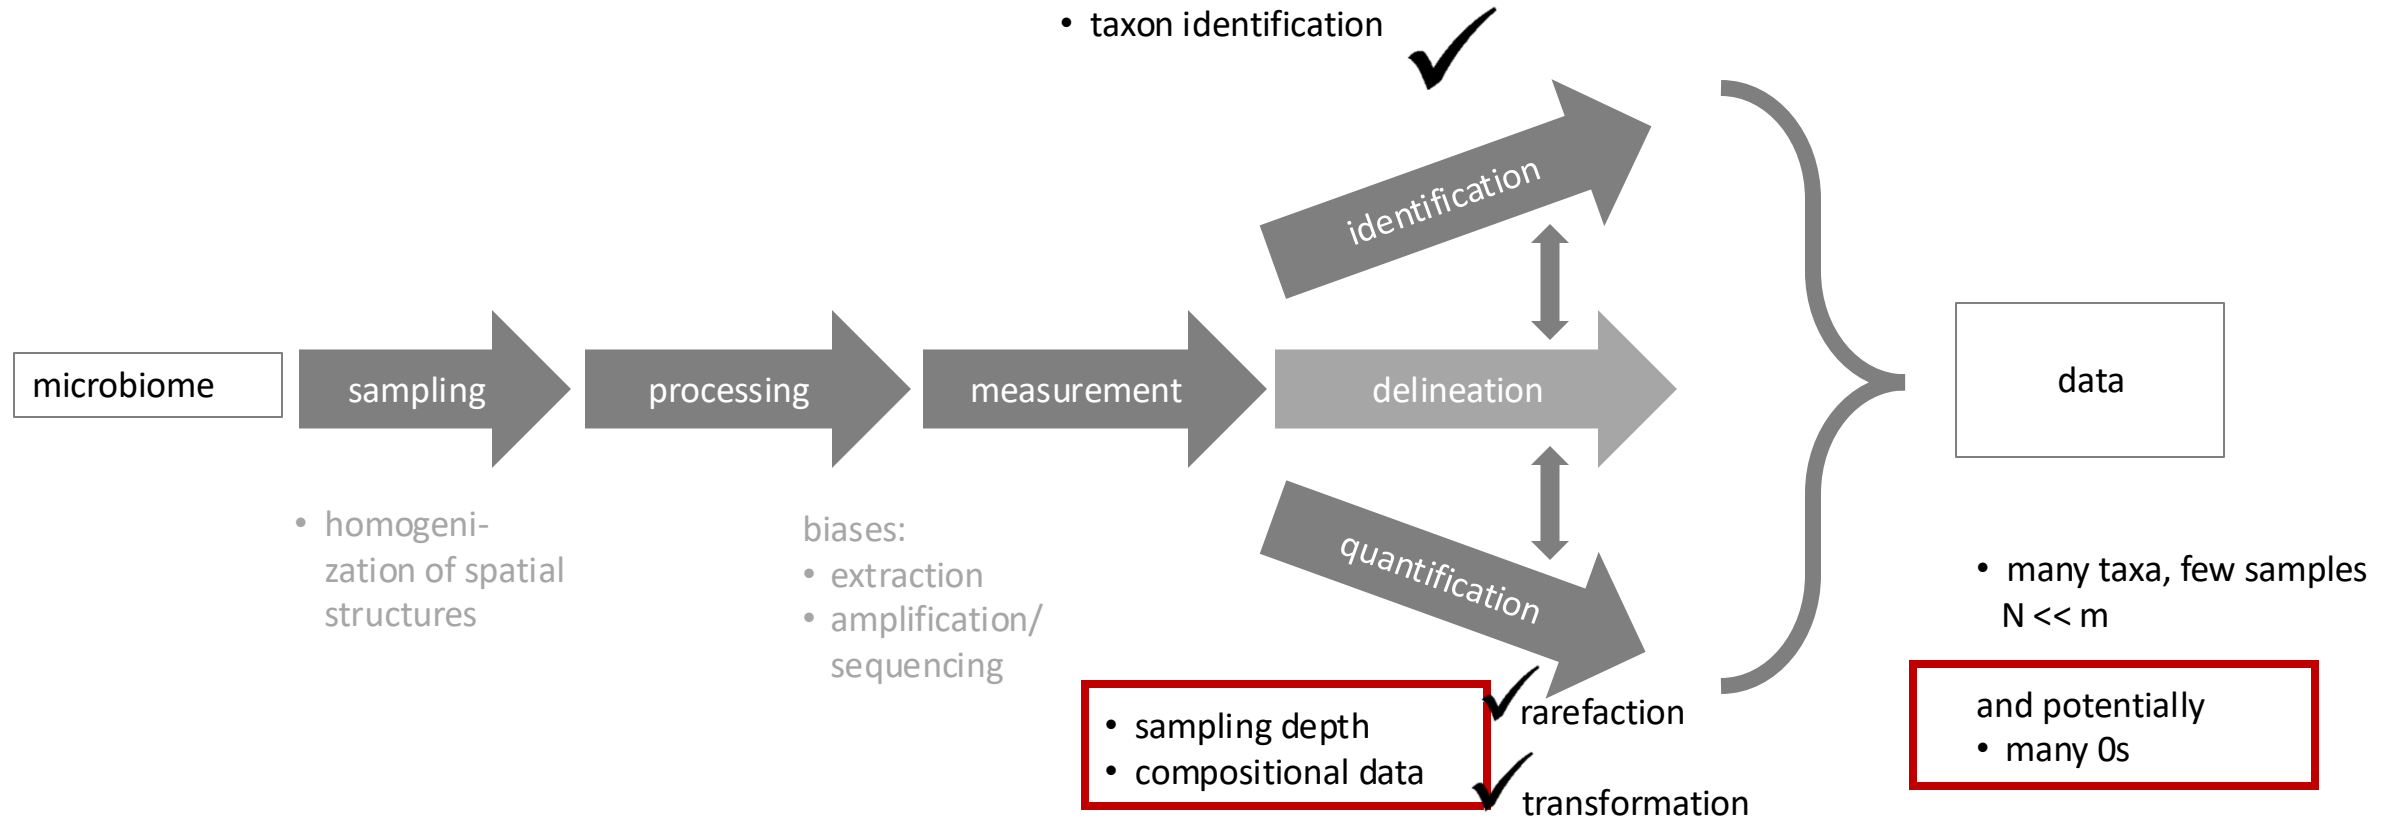 • taxon identification
identification
microbiome
sampling
processing
measurement
delineation
data
quantification
• homogeni-
zation of spatial
structures
biases:
• extraction
• amplification/
sequencing
• sampling depth
• compositional data
rarefaction
transformation
• many taxa, few samples
N << m
and potentially
• many 0s